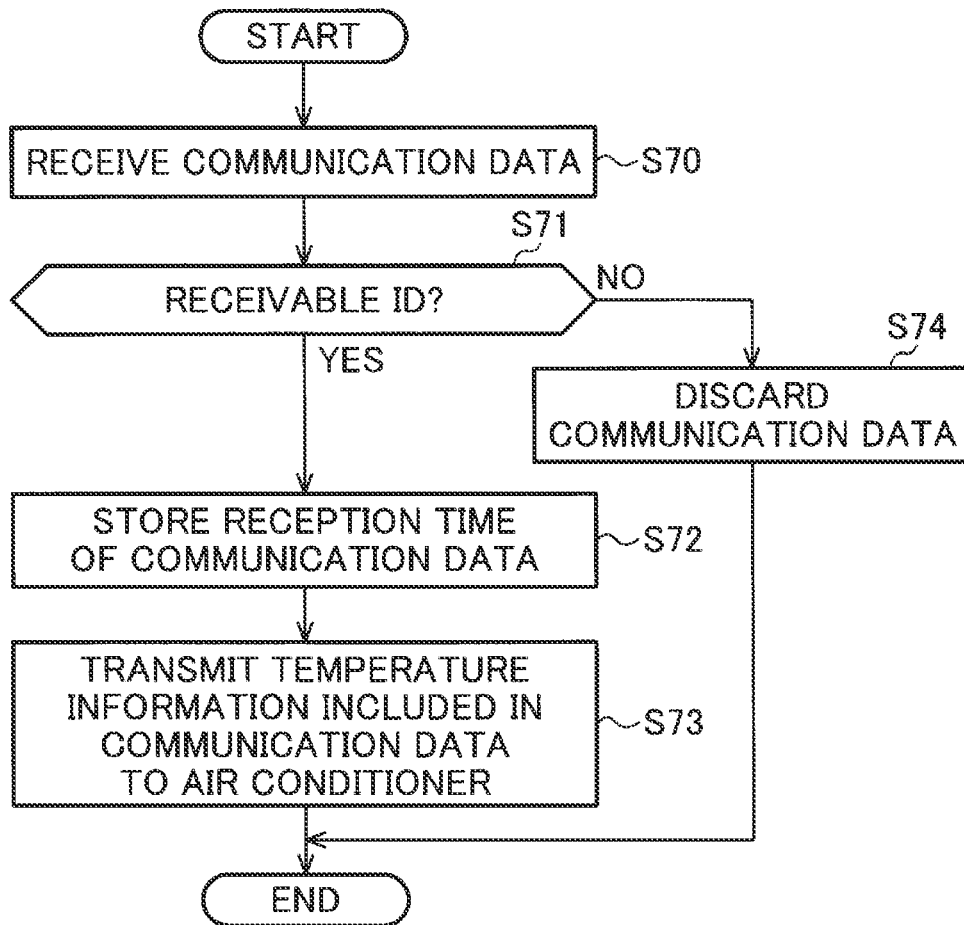 START
RECEIVE COMMUNICATION DATA
S70
S71
RECEIVABLE ID?
NO
YES
S74
DISCARD
COMMUNICATION DATA
STORE RECEPTION TIME
OF COMMUNICATION DATA
S72
TRANSMIT TEMPERATURE
INFORMATION INCLUDED IN
COMMUNICATION DATA
TO AIR CONDITIONER
S73
END